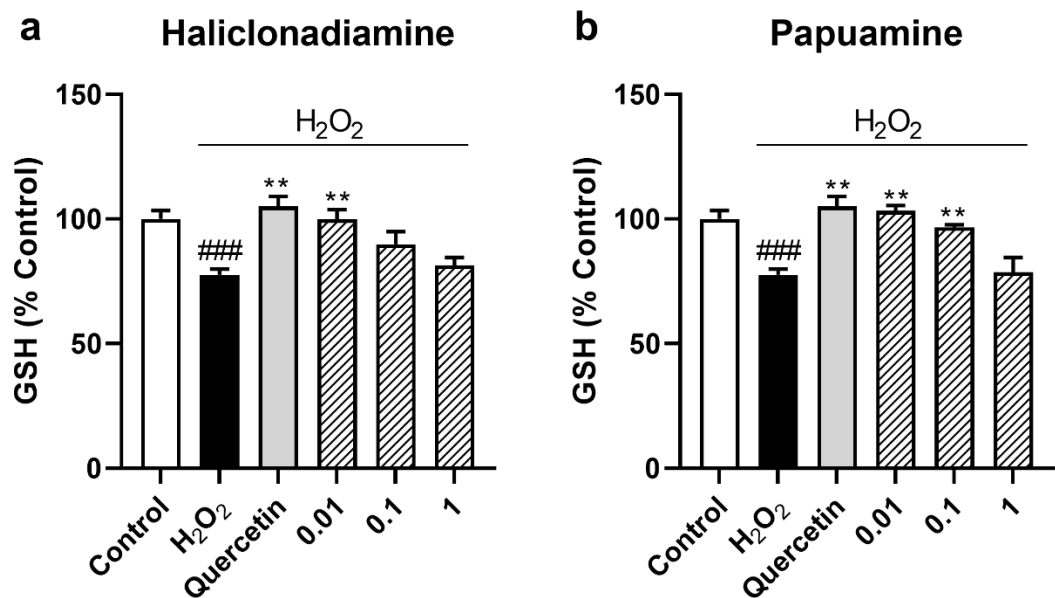 a
Haliclonadiamine
GSH (% Control)
150
100
50
0
H₂O₂
###
**
**
Control
H₂O₂
Quercetin
0.01
0.1
1
b
Papuamine
GSH (% Control)
150
100
50
0
H₂O₂
###
**
**
**
Control
H₂O₂
Quercetin
0.01
0.1
1